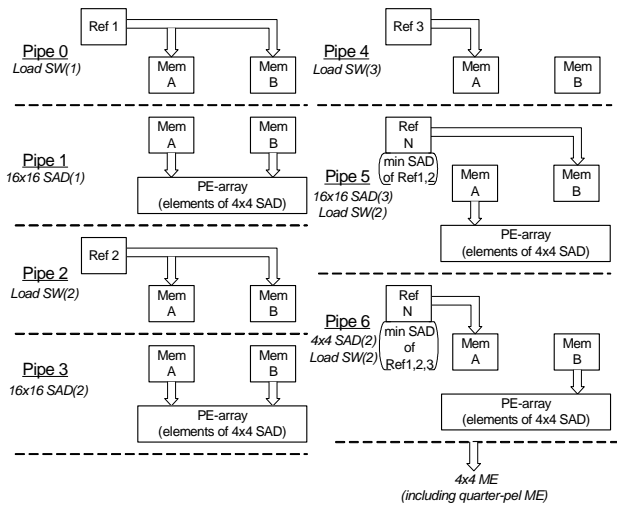 Ref 1
Pipe 0
Load SW(1)
Mem
A
Mem
B
Pipe 1
16x16 SAD(1)
Mem
A
Mem
B
PE-array
(elements of 4x4 SAD)
Ref 2
Pipe 2
Load SW(2)
Mem
A
Mem
B
Pipe 3
16x16 SAD(2)
Mem
A
Mem
B
PE-array
(elements of 4x4 SAD)
Ref 3
Pipe 4
Load SW(3)
Mem
A
Mem
B
Ref
N
(min SAD
of Ref1,2)
Pipe 5
16x16 SAD(3)
Load SW(2)
Mem
A
Mem
B
PE-array
(elements of 4x4 SAD)
Ref
N
(min SAD
of
Ref1,2,3)
Pipe 6
4x4 SAD(2)
Load SW(2)
Mem
A
Mem
B
PE-array
(elements of 4x4 SAD)
4x4 ME
(including quarter-pel ME)